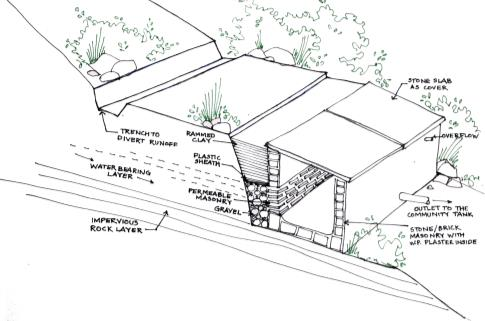 STONE SLAB
AS COVER
OVERFLOW
TRENCH TO
DIVERT RUNOFF
RAMMED
CLAY
PLASTIC
SHEATH
WATER BEARING
LAYER
PERMEABLE
MASONRY
GRAVEL
OUTLET TO THE
COMMUNITY TANK
IMPERVIOUS
ROCK LAYER
STONE/BRICK
MASONRY WITH
W.P. PLASTER INSIDE